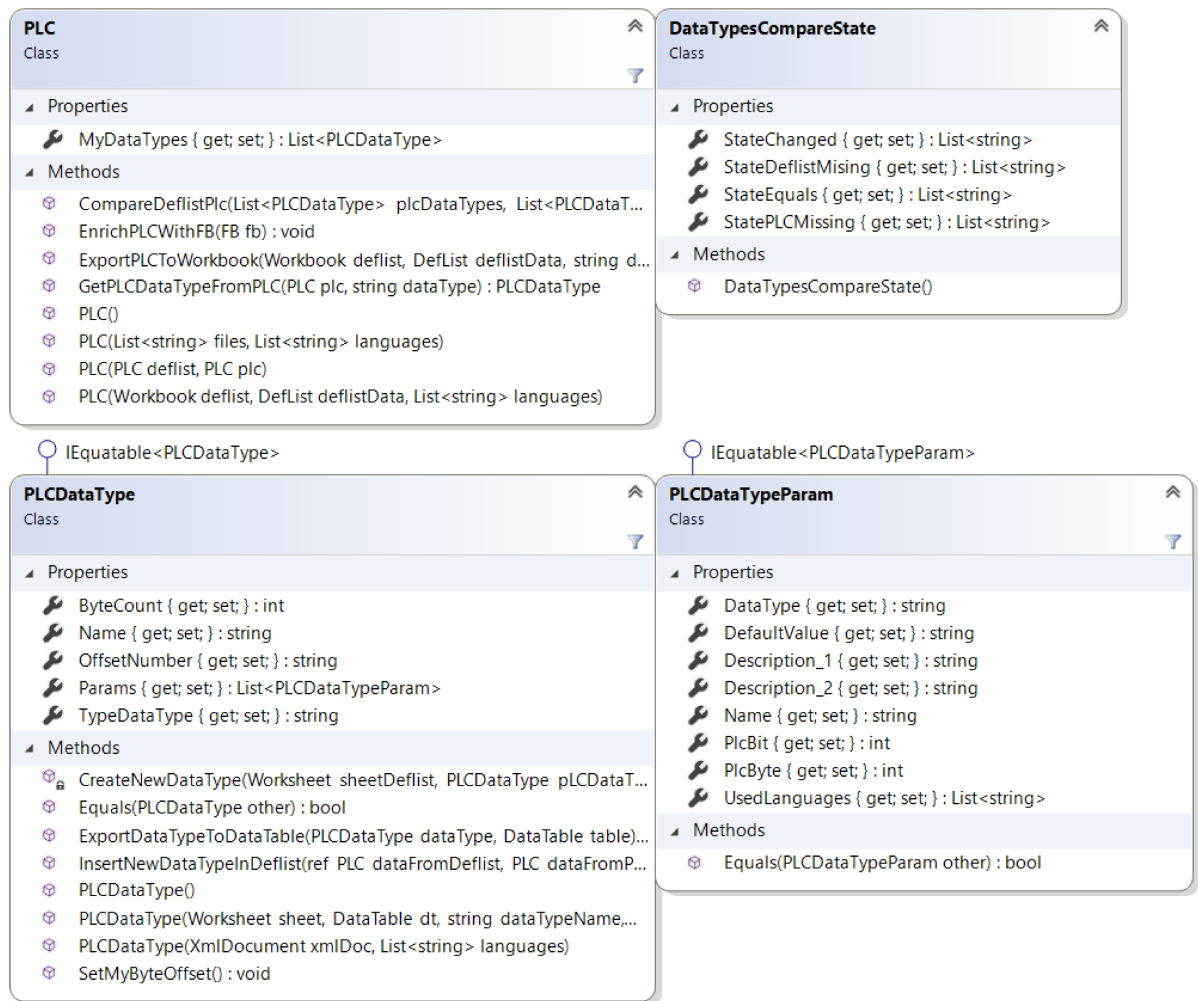 PLC
Class
Properties
MyDataTypes { get; set; } : List<PLCDataType>
Methods
CompareDeflistPlc(List<PLCDataType> plcDataTypes, List<PLCDataT...
EnrichPLCWithFB(FB fb) : void
ExportPLCToWorkbook(Workbook deflist, DefList deflistData, string d...
GetPLCDataTypeFromPLC(PLC plc, string dataType) : PLCDataType
PLC()
PLC(List<string> files, List<string> languages)
PLC(PLC deflist, PLC plc)
PLC(Workbook deflist, DefList deflistData, List<string> languages)
DataTypesCompareState
Class
Properties
StateChanged { get; set; } : List<string>
StateDeflistMising { get; set; } : List<string>
StateEquals { get; set; } : List<string>
StatePLCMissing { get; set; } : List<string>
Methods
DataTypesCompareState()
IEquatable<PLCDataType>
PLCDataType
Class
Properties
ByteCount { get; set; } : int
Name { get; set; } : string
OffsetNumber { get; set; } : string
Params { get; set; } : List<PLCDataTypeParam>
TypeDataType { get; set; } : string
Methods
CreateNewDataType(Worksheet sheetDeflist, PLCDataType pLCDataT...
Equals(PLCDataType other) : bool
ExportDataTypeToDataTable(PLCDataType dataType, DataTable table)...
InsertNewDataTypeInDeflist(ref PLC dataFromDeflist, PLC dataFromP...
PLCDataType()
PLCDataType(Worksheet sheet, DataTable dt, string dataTypeName,...
PLCDataType(XmlDocument xmlDoc, List<string> languages)
SetMyByteOffset() : void
IEquatable<PLCDataTypeParam>
PLCDataTypeParam
Class
Properties
DataType { get; set; } : string
DefaultValue { get; set; } : string
Description_1 { get; set; } : string
Description_2 { get; set; } : string
Name { get; set; } : string
PlcBit { get; set; } : int
PlcByte { get; set; } : int
UsedLanguages { get; set; } : List<string>
Methods
Equals(PLCDataTypeParam other) : bool